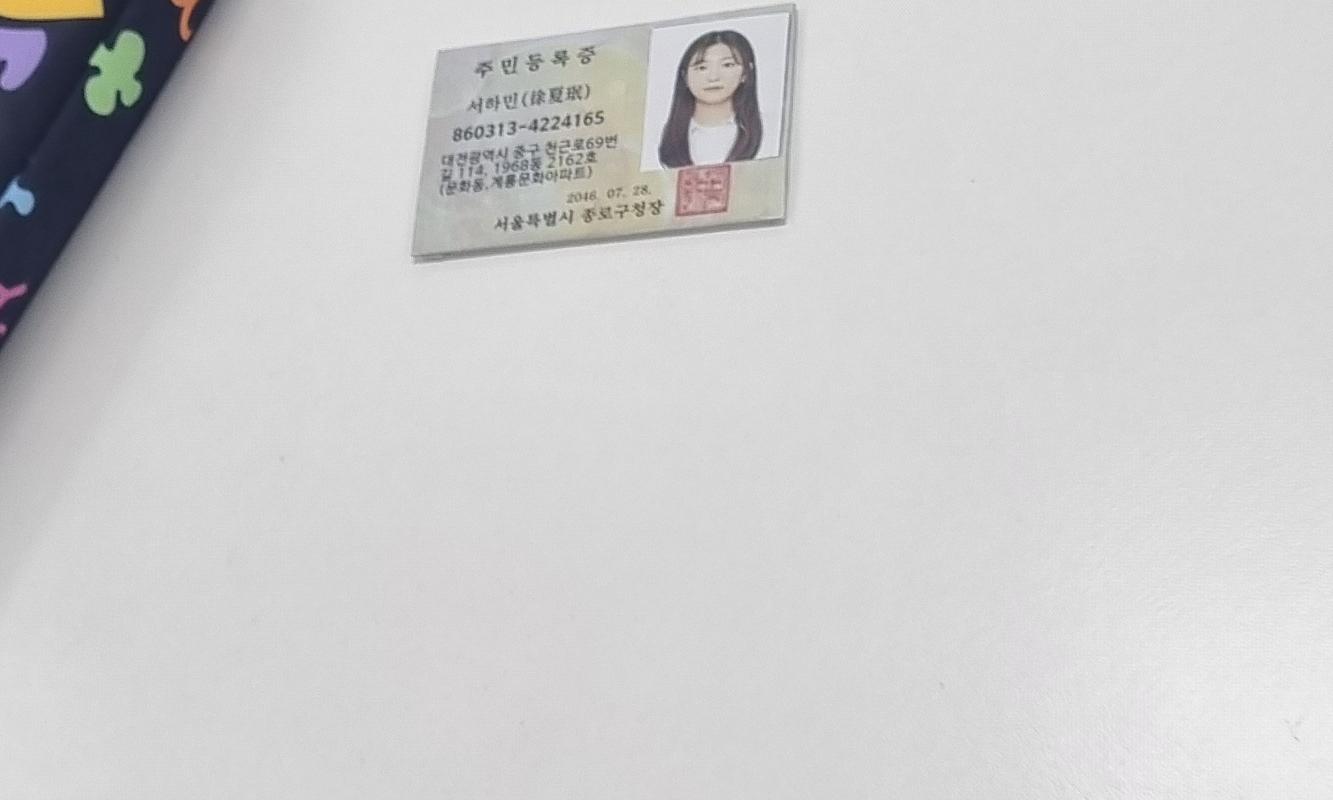 주민등록증
서하민(徐夏珉)
860313-4224165
대전광역시 중구 천근로69번
길 114, 1968동 2162호
(문화동,계룡문화아파트)
2046. 07. 28.
서울특별시 종로구청장